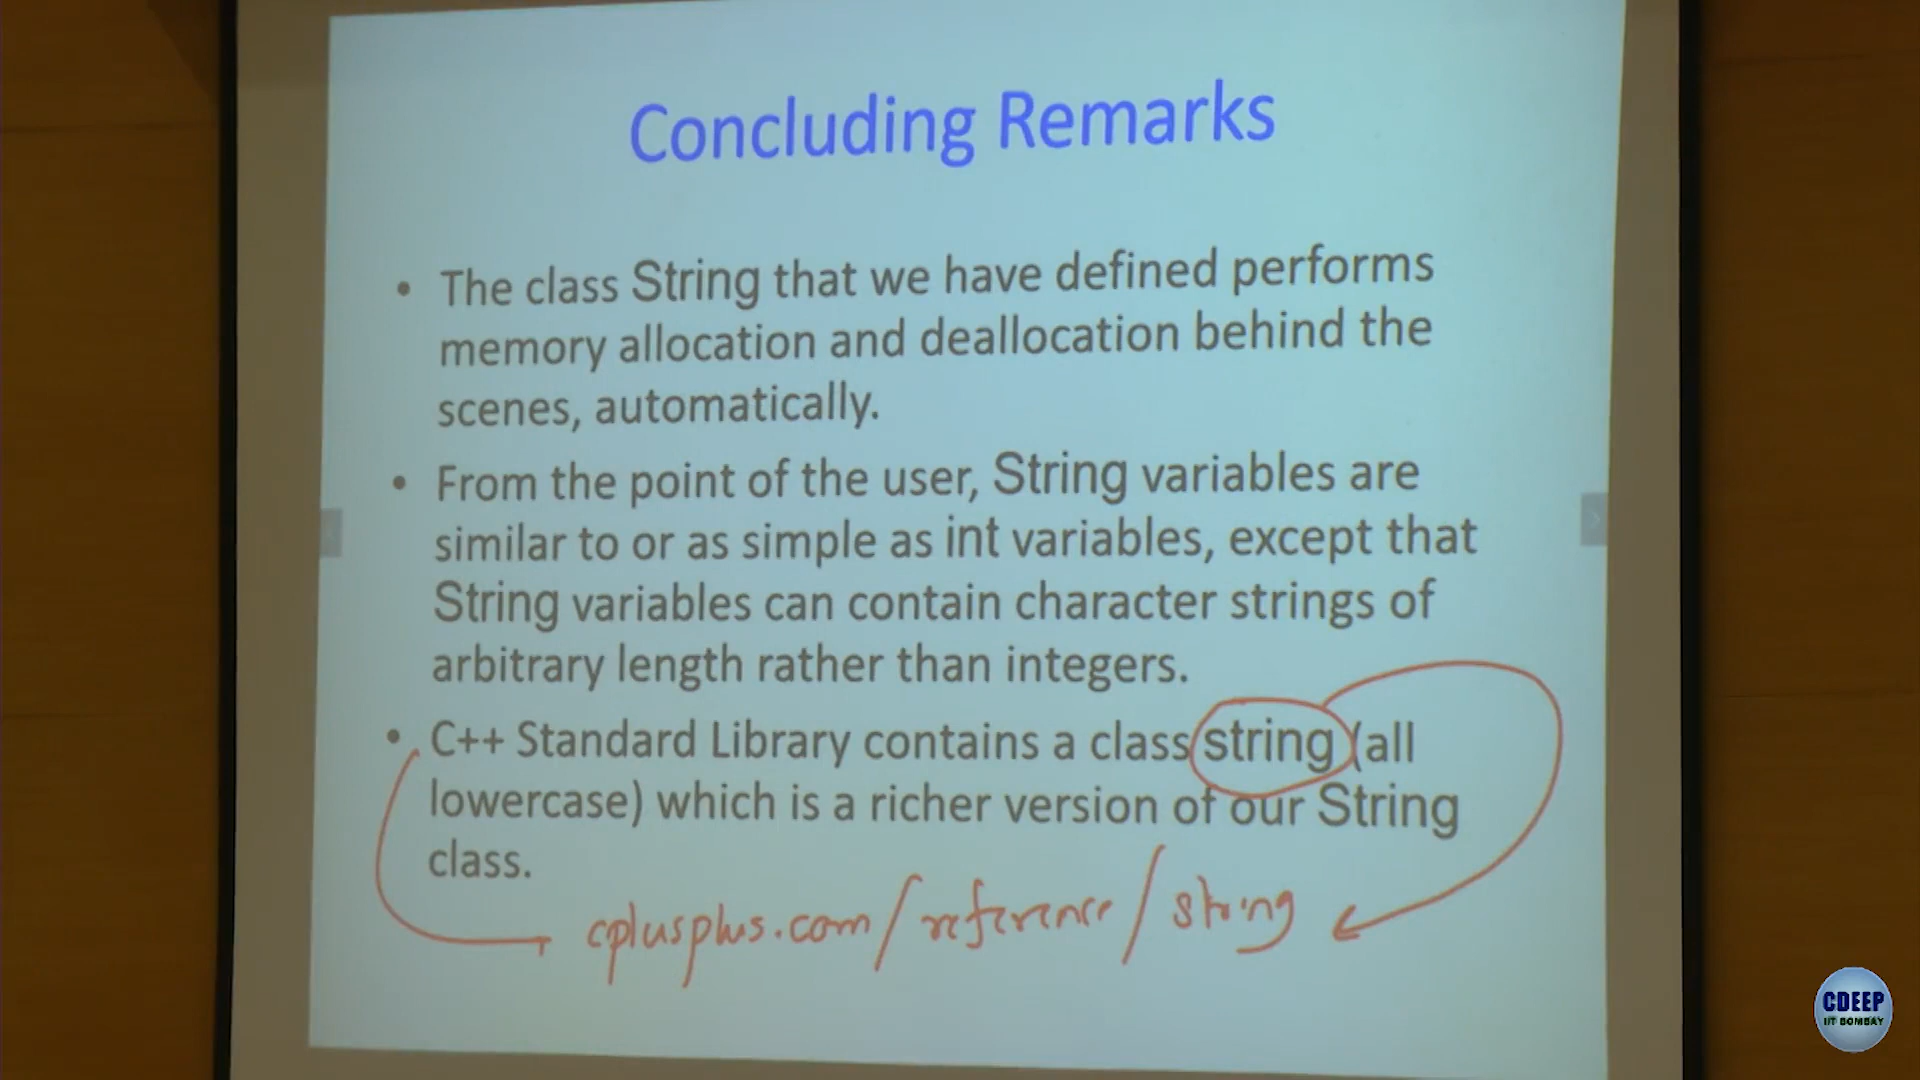 Concluding Remarks
• The class String that we have defined performs
memory allocation and deallocation behind the
scenes, automatically.
• From the point of the user, String variables are
similar to or as simple as int variables, except that
String variables can contain character strings of
arbitrary length rather than integers.
• C++ Standard Library contains a class string (all
lowercase) which is a richer version of our String
class.
cplusplus.com/reference/string
CDEEP
IIT BOMBAY